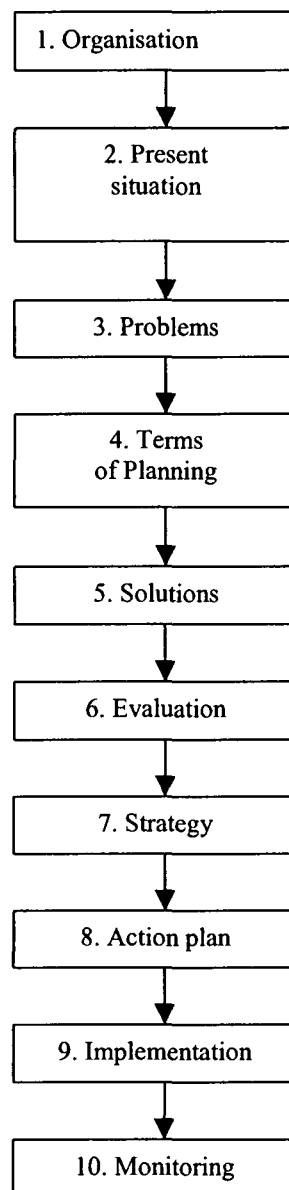 1. Organisation
2. Present
situation
3. Problems
4. Terms
of Planning
5. Solutions
6. Evaluation
7. Strategy
8. Action plan
9. Implementation
10. Monitoring